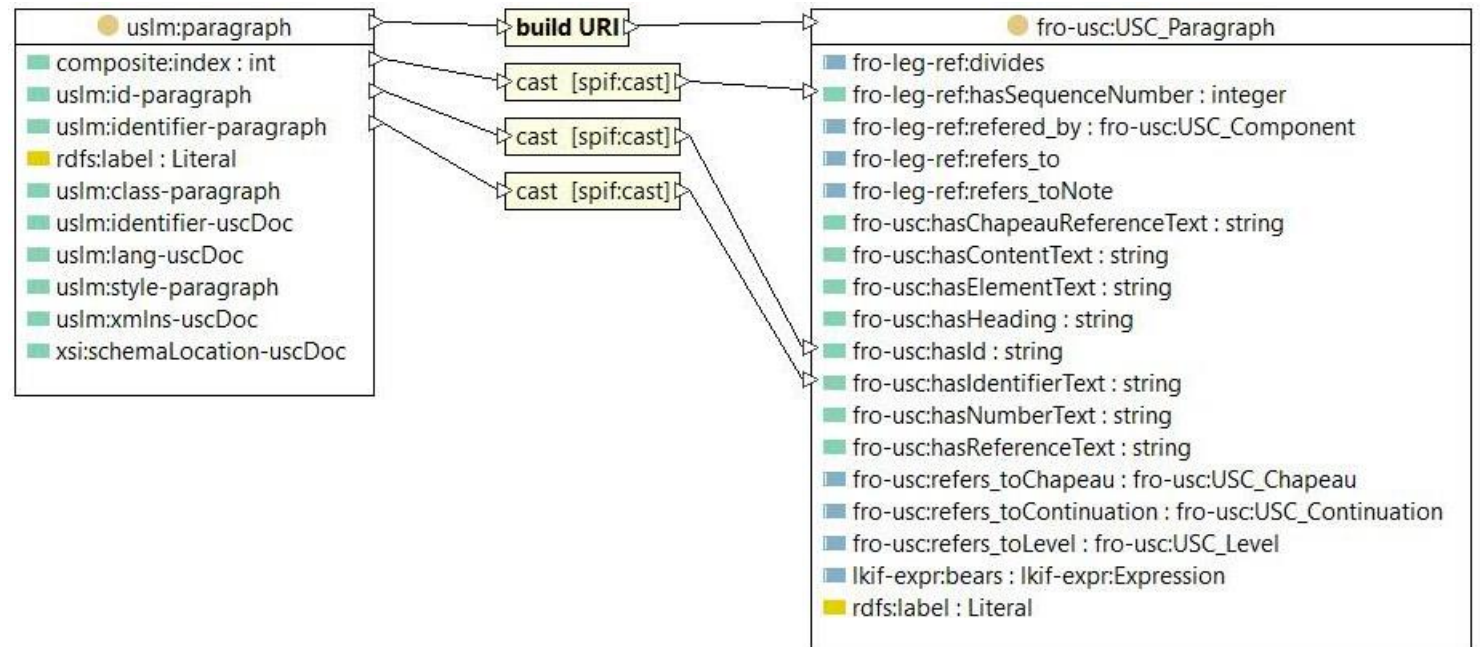 uslm:paragraph
composite:index : int
uslm:id-paragraph
uslm:identifier-paragraph
rdfs:label : Literal
uslm:class-paragraph
uslm:identifier-uscDoc
uslm:lang-uscDoc
uslm:style-paragraph
uslm:xmlns-uscDoc
xsi:schemaLocation-uscDoc
build URI
cast [spif:cast]
cast [spif:cast]
cast [spif:cast]
fro-usc:USC_Paragraph
fro-leg-ref:divides
fro-leg-ref:hasSequenceNumber : integer
fro-leg-ref:refered_by : fro-usc:USC_Component
fro-leg-ref:refers_to
fro-leg-ref:refers_toNote
fro-usc:hasChapeauReferenceText : string
fro-usc:hasContentText : string
fro-usc:hasElementText : string
fro-usc:hasHeading : string
fro-usc:hasId : string
fro-usc:hasIdentifierText : string
fro-usc:hasNumberText : string
fro-usc:hasReferenceText : string
fro-usc:refers_toChapeau : fro-usc:USC_Chapeau
fro-usc:refers_toContinuation : fro-usc:USC_Continuation
fro-usc:refers_toLevel : fro-usc:USC_Level
lkif-expr:bears : lkif-expr:Expression
rdfs:label : Literal